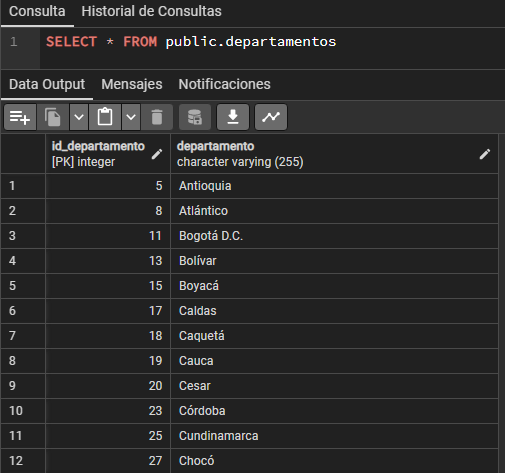 Consulta Historial de Consultas
1 SELECT * FROM public.departamentos
Data Output Mensajes Notificaciones
id_departamento departamento
[PK] integer character varying (255)
1 5 Antioquia
2 8 Atlántico
3 11 Bogotá D.C.
4 13 Bolívar
5 15 Boyacá
6 17 Caldas
7 18 Caquetá
8 19 Cauca
9 20 Cesar
10 23 Córdoba
11 25 Cundinamarca
12 27 Chocó